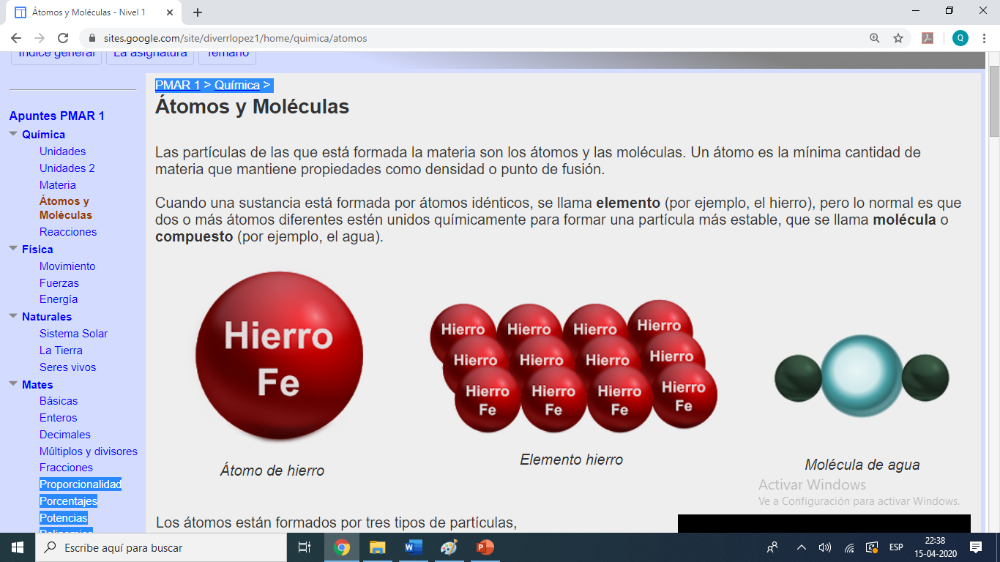 Átomos y Moléculas - Nivel 1
sites.google.com/site/diverrlopez1/home/quimica/atomos
Q
Índice general
La asignatura
Temario
Apuntes PMAR 1
Química
Unidades
Unidades 2
Materia
Átomos y
Moléculas
Reacciones
Física
Movimiento
Fuerzas
Energía
Naturales
Sistema Solar
La Tierra
Seres vivos
Mates
Básicas
Enteros
Decimales
Múltiplos y divisores
Fracciones
Proporcionalidad
Porcentajes
Potencias
Polinomios
PMAR 1 > Química >
Átomos y Moléculas
Las partículas de las que está formada la materia son los átomos y las moléculas. Un átomo es la mínima cantidad de
materia que mantiene propiedades como densidad o punto de fusión.
Cuando una sustancia está formada por átomos idénticos, se llama elemento (por ejemplo, el hierro), pero lo normal es que
dos o más átomos diferentes estén unidos químicamente para formar una partícula más estable, que se llama molécula o
compuesto (por ejemplo, el agua).
Hierro
Fe
Hierro Hierro Hierro Hierro
Hierro Hierro Hierro Hierro
Hierro Hierro Hierro Hierro
Fe Fe Fe Fe
Átomo de hierro
Elemento hierro
Molécula de agua
Activar Windows
Ve a Configuración para activar Windows.
Los átomos están formados por tres tipos de partículas,
Escribe aquí para buscar
ESP
22:38
15-04-2020